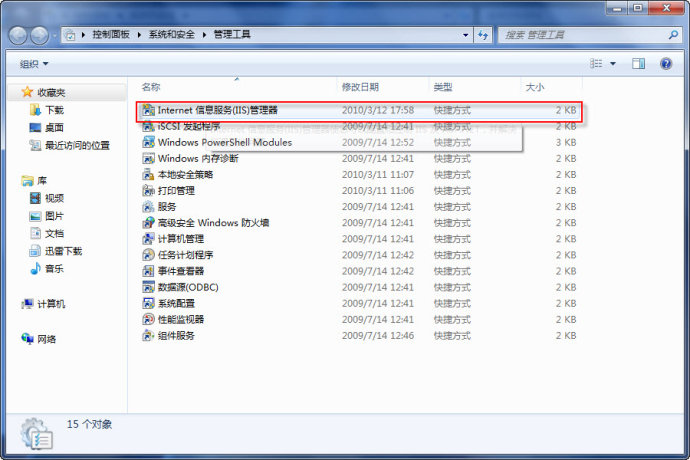 控制面板 系统和安全 管理工具 搜索 管理工具
组织
名称 修改日期 类型 大小
收藏夹
下载
桌面
最近访问的位置
库
视频
图片
文档
迅雷下载
音乐
计算机
网络
Internet 信息服务(IIS)管理器 2010/3/12 17:58 快捷方式 2 KB
iSCSI 发起程序 2009/7/14 12:41 快捷方式 2 KB
Windows PowerShell Modules 2009/7/14 12:52 快捷方式 3 KB
Windows 内存诊断 2009/7/14 12:41 快捷方式 2 KB
本地安全策略 2010/3/11 11:07 快捷方式 2 KB
打印管理 2010/3/11 11:06 快捷方式 2 KB
服务 2009/7/14 12:41 快捷方式 2 KB
高级安全 Windows 防火墙 2009/7/14 12:41 快捷方式 2 KB
计算机管理 2009/7/14 12:41 快捷方式 2 KB
任务计划程序 2009/7/14 12:42 快捷方式 2 KB
事件查看器 2009/7/14 12:42 快捷方式 2 KB
数据源(ODBC) 2009/7/14 12:41 快捷方式 2 KB
系统配置 2009/7/14 12:41 快捷方式 2 KB
性能监视器 2009/7/14 12:41 快捷方式 2 KB
组件服务 2009/7/14 12:46 快捷方式 2 KB
15 个对象